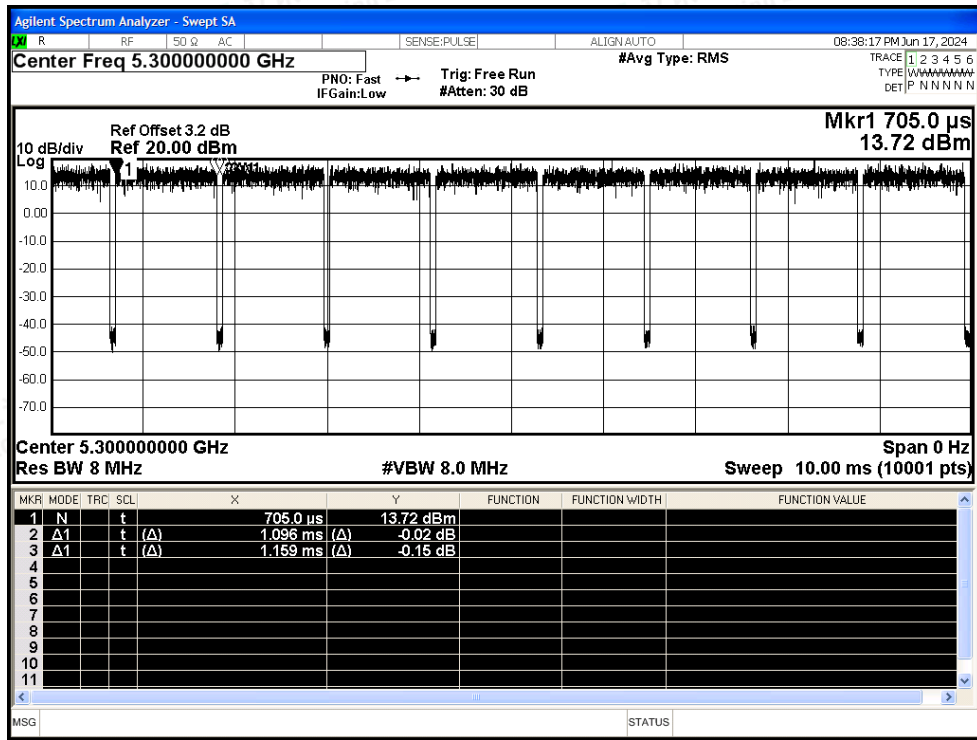 Agilent Spectrum Analyzer - Swept SA
LXI R RF 50 Ω AC SENSE:PULSE ALIGN AUTO 08:38:17 PM Jun 17, 2024
Center Freq 5.300000000 GHz
PNO: Fast
IFGain:Low
Trig: Free Run
#Atten: 30 dB
#Avg Type: RMS
TRACE 1 2 3 4 5 6
TYPE
DET P N N N N N
Mkr1 705.0 µs
13.72 dBm
Ref Offset 3.2 dB
10 dB/div Ref 20.00 dBm
Log
1
10.0
0.00
-10.0
-20.0
-30.0
-40.0
-50.0
-60.0
-70.0
Center 5.300000000 GHz Span 0 Hz
Res BW 8 MHz #VBW 8.0 MHz Sweep 10.00 ms (10001 pts)
MKR MODE TRC SCL X Y FUNCTION FUNCTION WIDTH FUNCTION VALUE
1 N t 705.0 µs 13.72 dBm
2 Δ1 t (Δ) 1.096 ms (Δ) -0.02 dB
3 Δ1 t (Δ) 1.159 ms (Δ) -0.15 dB
4
5
6
7
8
9
10
11
MSG STATUS